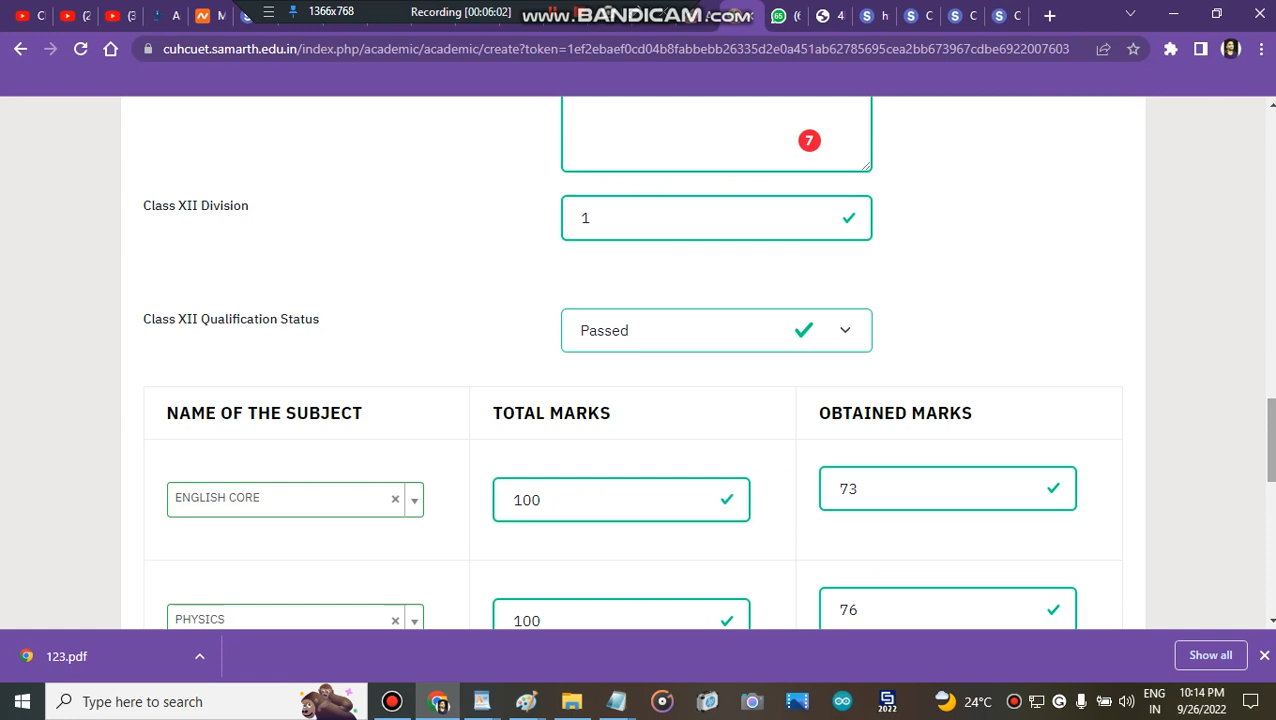 1366x768
Recording [00:06:02]
www.BANDICAM.com
cuhcuet.samarth.edu.in/index.php/academic/academic/create?token=1ef2ebaef0cd04b8fabbebb26335d2e0a451ab62785695cea2bb673967cdbe6922007603
7
Class XII Division
1
Class XII Qualification Status
Passed
NAME OF THE SUBJECT TOTAL MARKS OBTAINED MARKS
ENGLISH CORE × 100 73
PHYSICS × 100 76
123.pdf
Show all
Type here to search
2022
24°C
ENG
IN
10:14 PM
9/26/2022